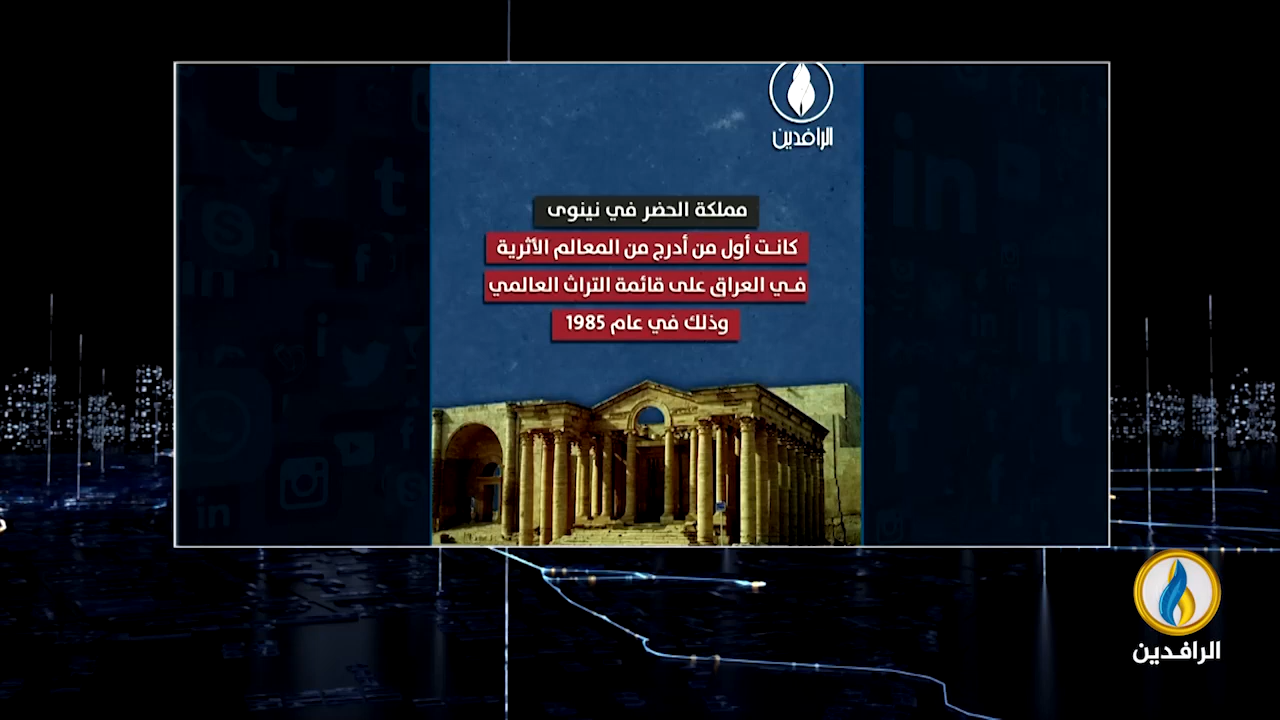 الرافدين
مملكة الحضر في نينوى
كانت أول من أدرج من المعالم الأثرية
في العراق على قائمة التراث العالمي
وذلك في عام 1985
الرافدين